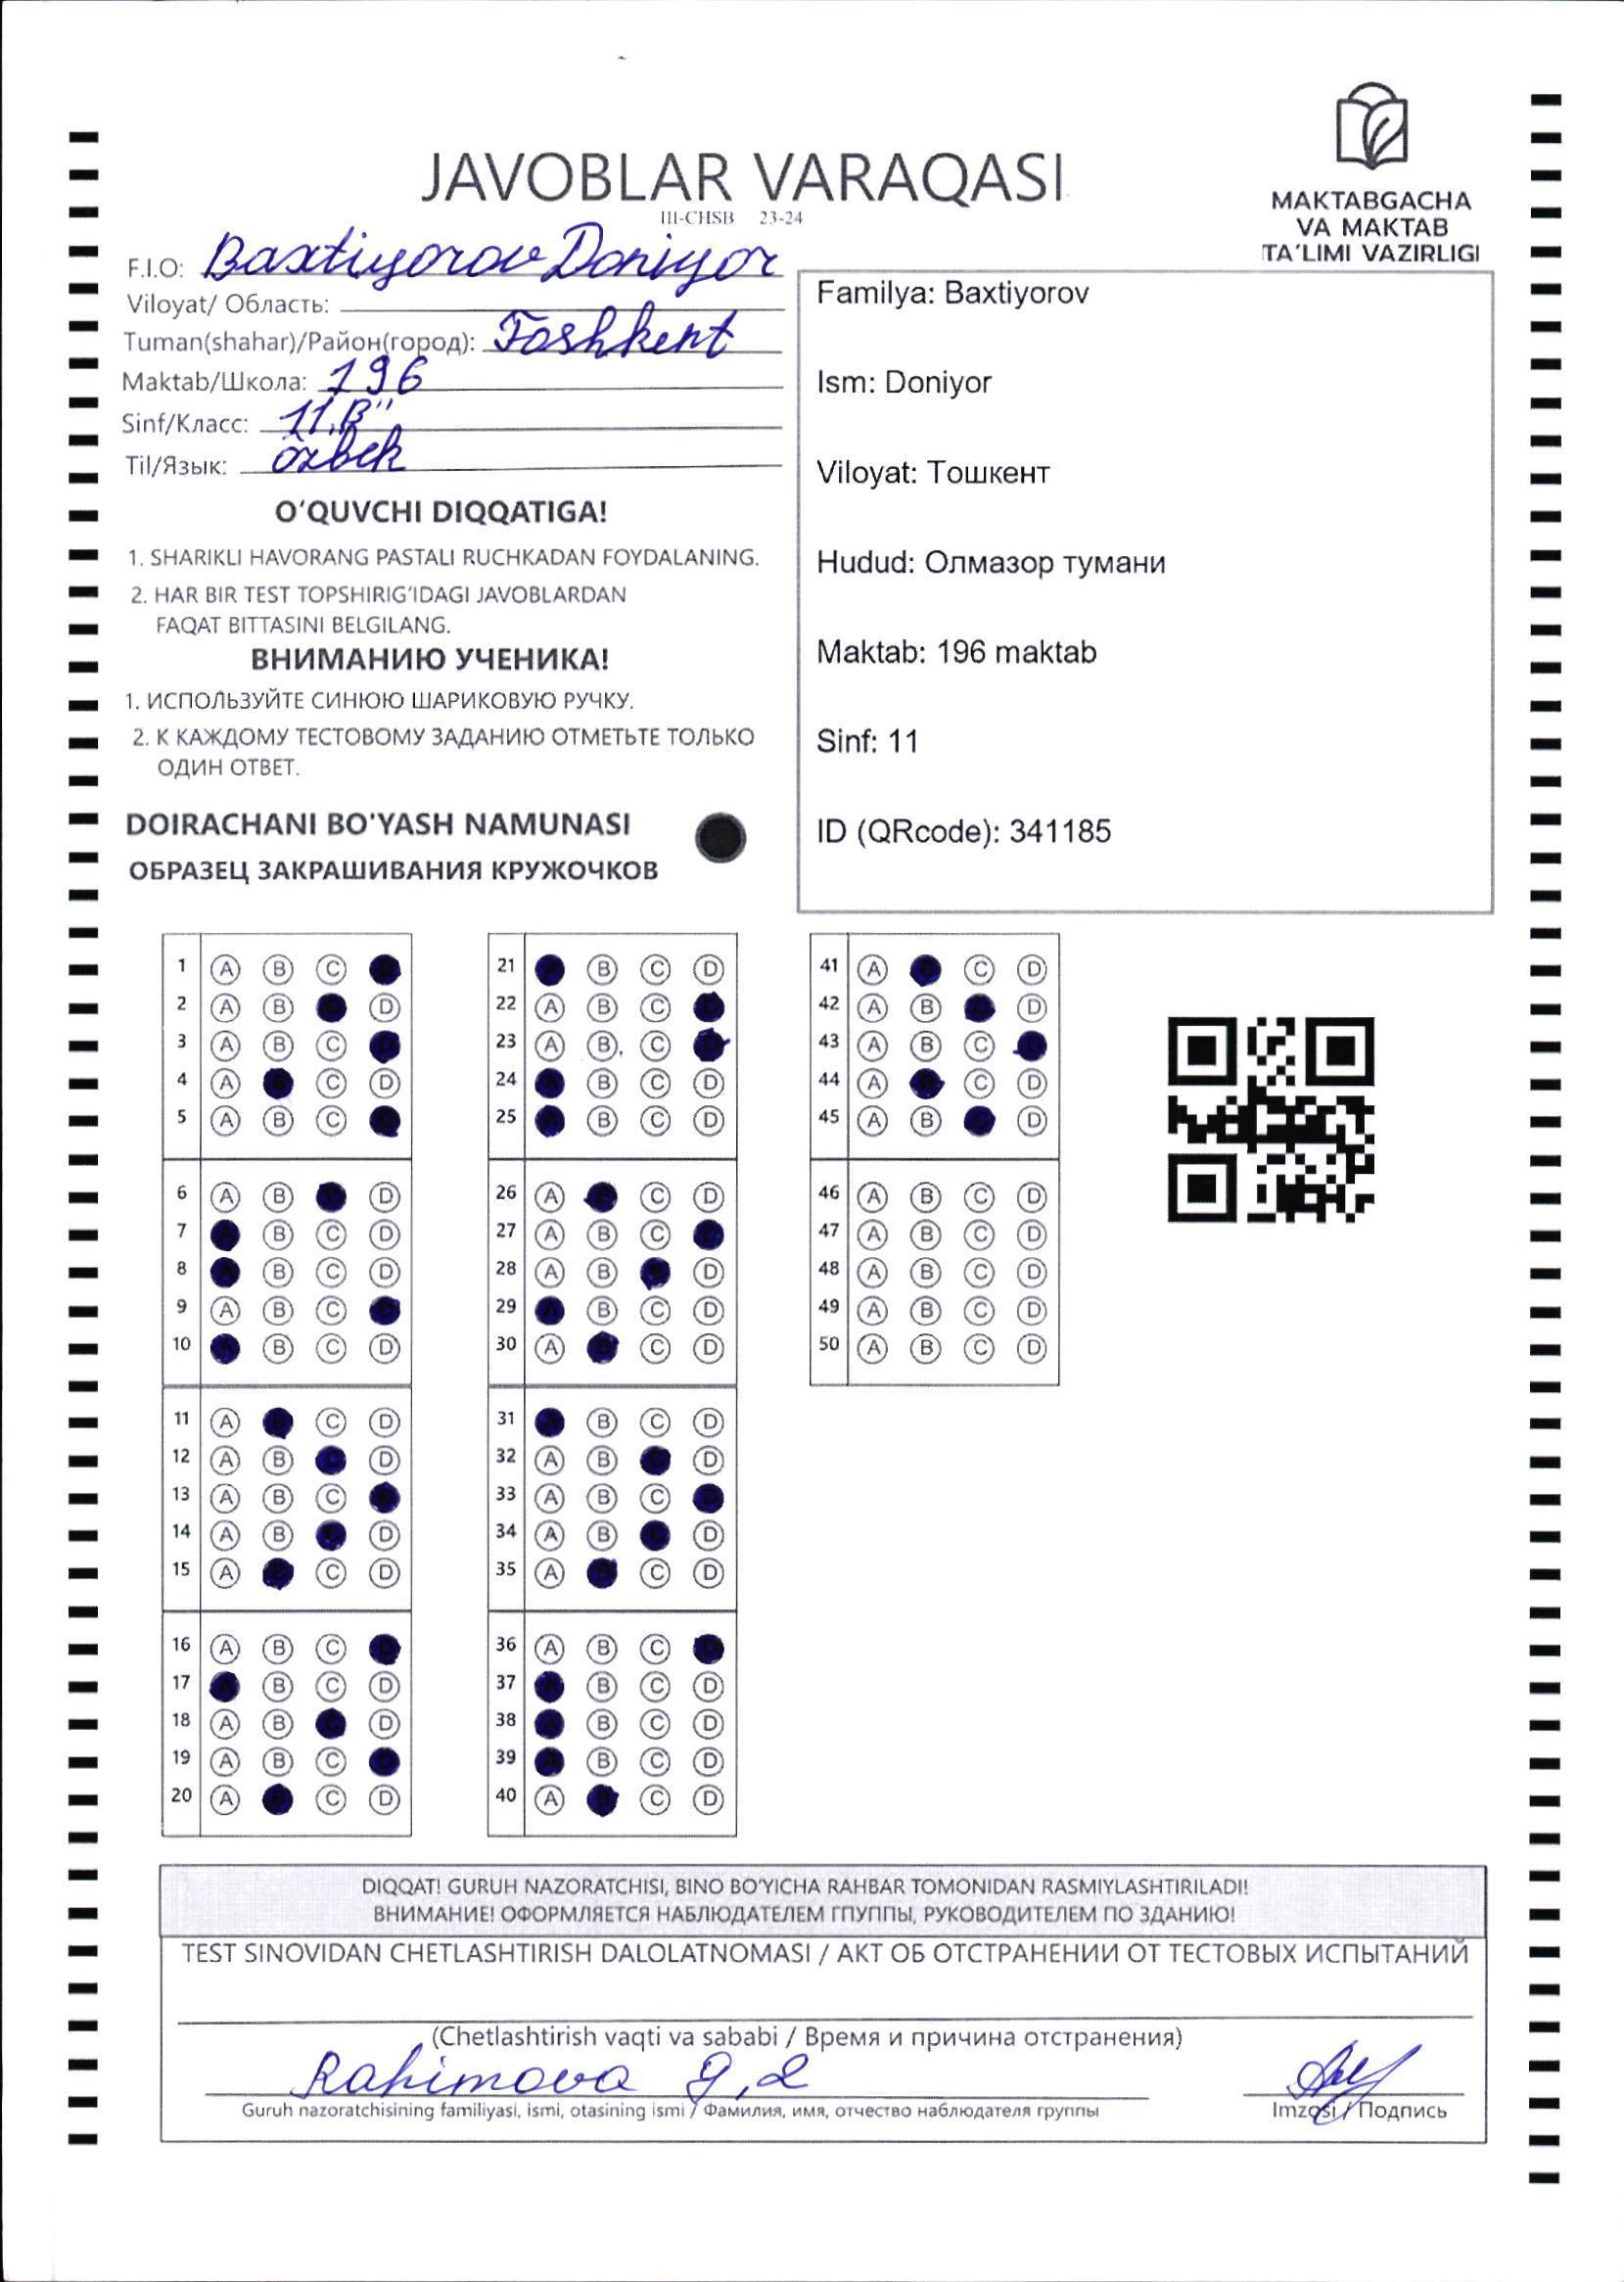 JAVOBLAR VARAQASI
III-CHSB 23-24
MAKTABGACHA
VA MAKTAB
TA'LIMI VAZIRLIGI
F.I.O: Baxtiyorov Doniyor
Viloyat/ Область:
Tuman(shahar)/Район(город): Toshkent
Maktab/Школа: 196
Sinf/Класс: 11 „B"
Til/Язык: özbek
O'QUVCHI DIQQATIGA!
1. SHARIKLI HAVORANG PASTALI RUCHKADAN FOYDALANING.
2. HAR BIR TEST TOPSHIRIG'IDAGI JAVOBLARDAN
FAQAT BITTASINI BELGILANG.
ВНИМАНИЮ УЧЕНИКА!
1. ИСПОЛЬЗУЙТЕ СИНЮЮ ШАРИКОВУЮ РУЧКУ.
2. К КАЖДОМУ ТЕСТОВОМУ ЗАДАНИЮ ОТМЕТЬТЕ ТОЛЬКО
ОДИН ОТВЕТ.
DOIRACHANI BO'YASH NAMUNASI
ОБРАЗЕЦ ЗАКРАШИВАНИЯ КРУЖОЧКОВ
Familya: Baxtiyorov
Ism: Doniyor
Viloyat: Тошкент
Hudud: Олмазор тумани
Maktab: 196 maktab
Sinf: 11
ID (QRcode): 341185
1 A B C
2 A B D
3 A B C
4 A C D
5 A B C
6 A B D
7 B C D
8 B C D
9 A B C
10 B C D
11 A C D
12 A B D
13 A B C
14 A B D
15 A C D
16 A B C
17 B C D
18 A B D
19 A B C
20 A C D
21 B C D
22 A B C
23 A B C
24 B C D
25 B C D
26 A C D
27 A B C
28 A B D
29 B C D
30 A C D
31 B C D
32 A B D
33 A B C
34 A B D
35 A C D
36 A B C
37 B C D
38 B C D
39 B C D
40 A C D
41 A C D
42 A B D
43 A B C
44 A C D
45 A B D
46 A B C D
47 A B C D
48 A B C D
49 A B C D
50 A B C D
DIQQAT! GURUH NAZORATCHISI, BINO BO'YICHA RAHBAR TOMONIDAN RASMIYLASHTIRILADI!
ВНИМАНИЕ! ОФОРМЛЯЕТСЯ НАБЛЮДАТЕЛЕМ ГПУППЫ, РУКОВОДИТЕЛЕМ ПО ЗДАНИЮ!
TEST SINOVIDAN CHETLASHTIRISH DALOLATNOMASI / АКТ ОБ ОТСТРАНЕНИИ ОТ ТЕСТОВЫХ ИСПЫТАНИЙ
(Chetlashtirish vaqti va sababi / Время и причина отстранения)
Rahimova
Guruh nazoratchisining familiyasi, ismi, otasining ismi / Фамилия, имя, отчество наблюдателя группы
Imzosi / Подпись